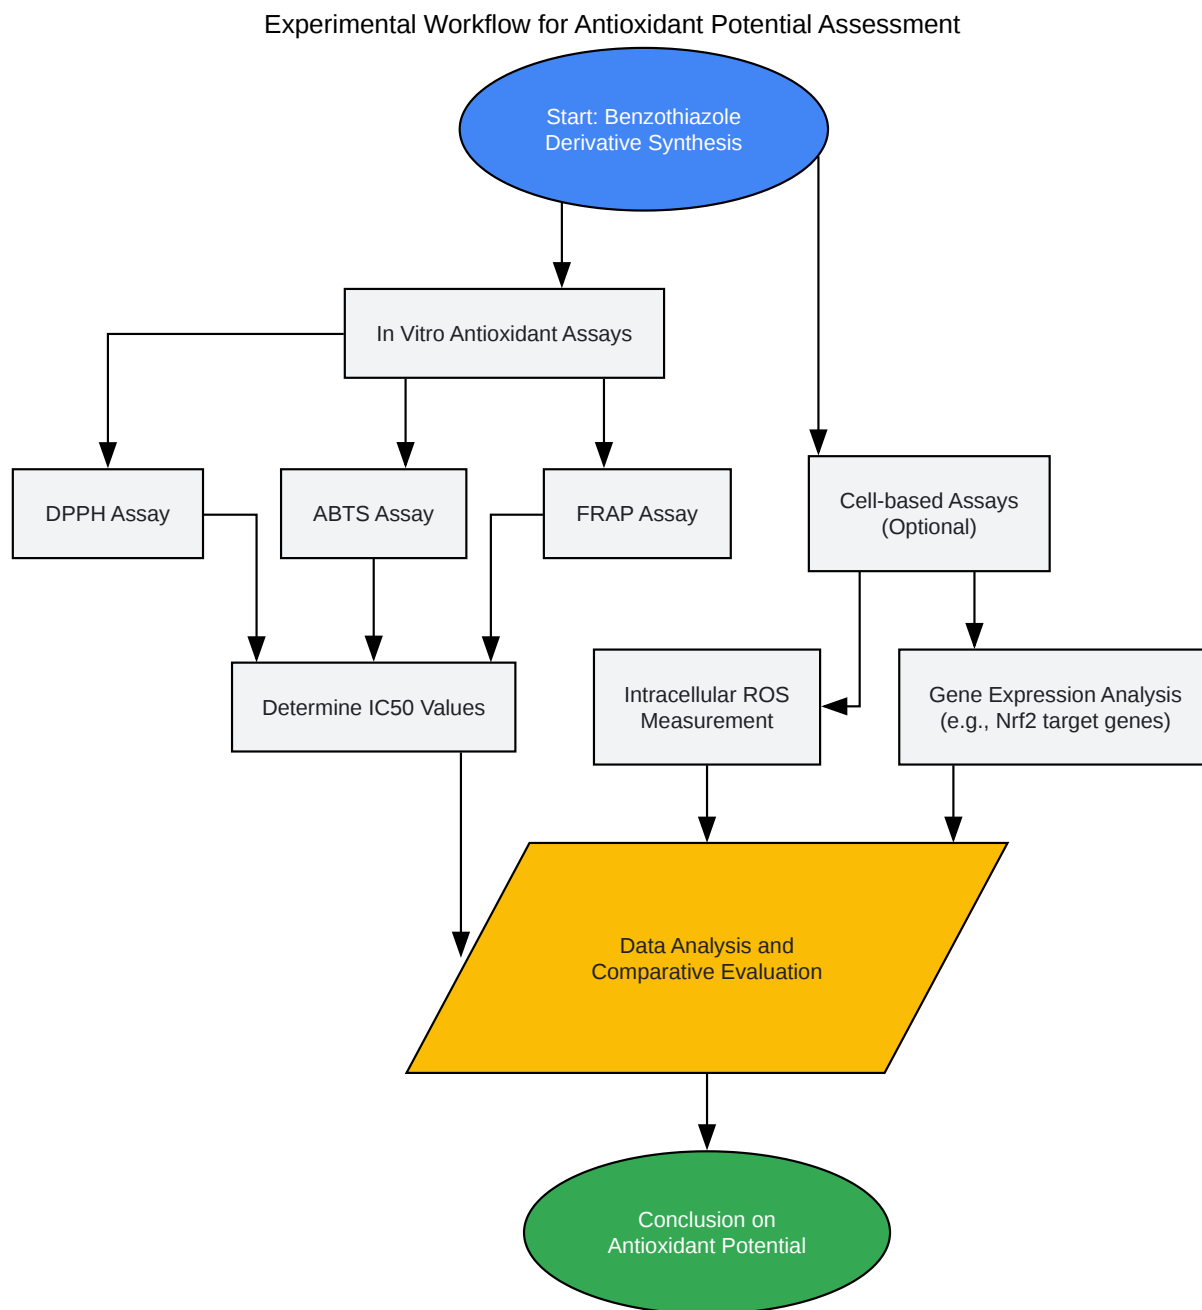 Experimental Workflow for Antioxidant Potential Assessment
Start: Benzothiazole
Derivative Synthesis
In Vitro Antioxidant Assays
DPPH Assay
ABTS Assay
FRAP Assay
Cell-based Assays
(Optional)
Determine IC50 Values
Intracellular ROS
Measurement
Gene Expression Analysis
(e.g., Nrf2 target genes)
Data Analysis and
Comparative Evaluation
Conclusion on
Antioxidant Potential